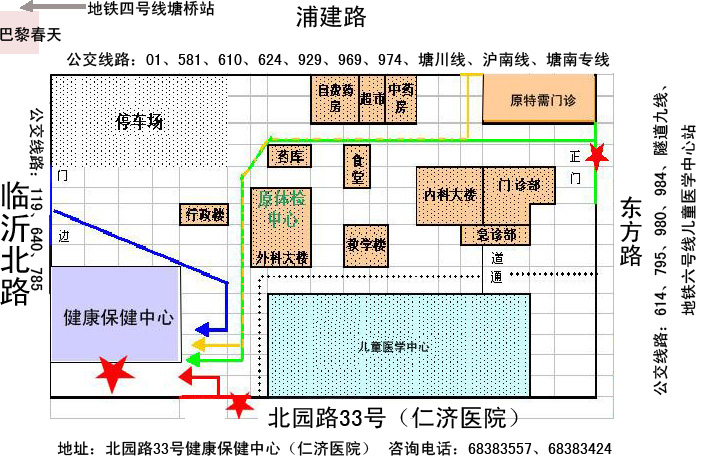 地铁四号线塘桥站
浦建路
巴黎春天
公交线路：01、581、610、624、929、969、974、塘川线、沪南线、塘南专线
自费药房
超市
中药房
原特需门诊
停车场
公交线路：119、640、785
药库
食堂
正门
门
边
内科大楼
门诊部
行政楼
原体检中心
外科大楼
教学楼
急诊部
通道
临沂北路
东方路
公交线路：614、795、980、984、隧道九线、
地铁六号线儿童医学中心站
健康保健中心
儿童医学中心
北园路33号（仁济医院）
地址：北园路33号健康保健中心（仁济医院） 咨询电话：68383557、68383424